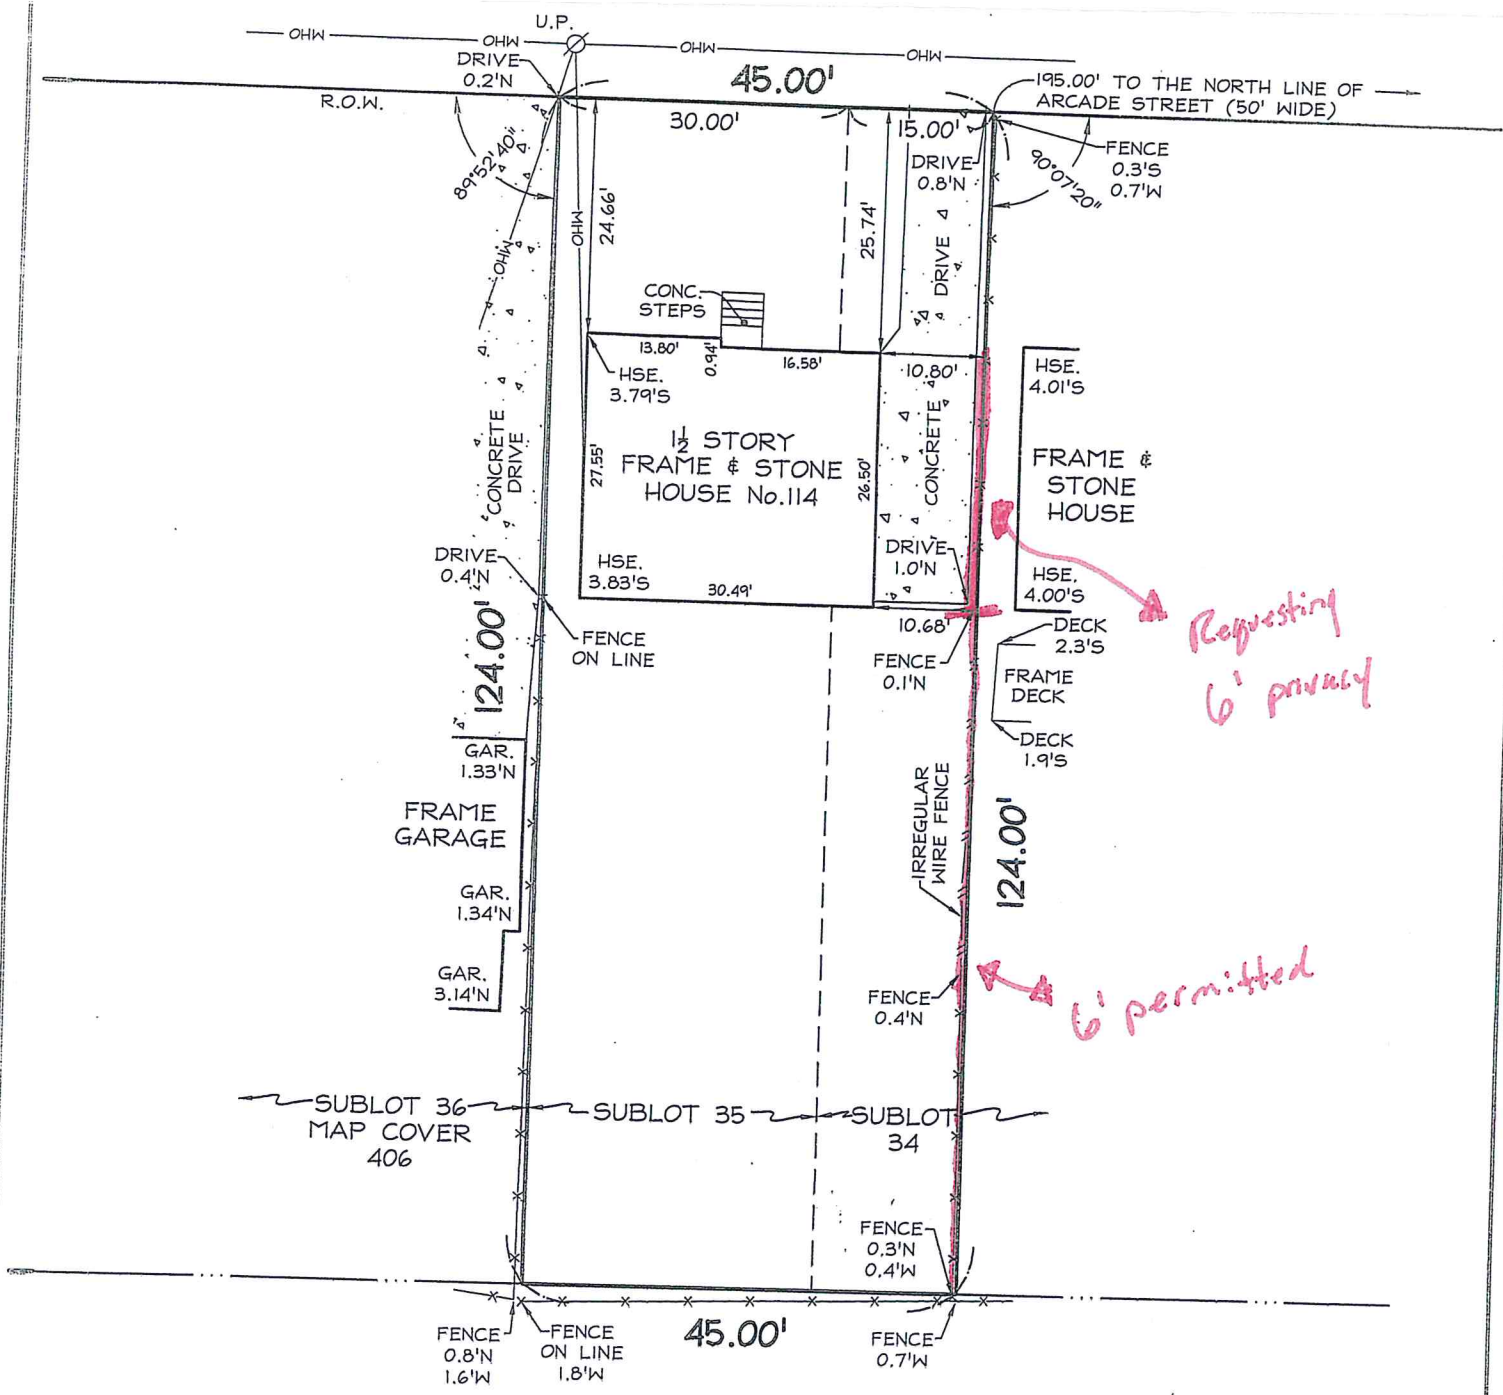 U.P.
OHW
OHW
OHW
OHW
DRIVE
0.2'N
45.00'
195.00' TO THE NORTH LINE OF
ARCADE STREET (50' WIDE)
R.O.W.
30.00'
15.00'
89°52'40"
90°07'20"
FENCE
0.3'S
0.7'W
DRIVE
0.8'N
OHW
OHW
24.66'
25.74'
DRIVE
CONC.
STEPS
13.80'
0.94'
16.58'
10.80'
HSE.
3.79'S
HSE.
4.01'S
CONCRETE
DRIVE
27.55'
1½ STORY
FRAME & STONE
HOUSE No.114
26.50'
CONCRETE
FRAME &
STONE
HOUSE
DRIVE
0.4'N
HSE.
3.83'S
30.49'
DRIVE
1.0'N
HSE.
4.00'S
Requesting
6' privacy
124.00'
FENCE
ON LINE
10.68'
FENCE
0.1'N
DECK
2.3'S
FRAME
DECK
DECK
1.9'S
GAR.
1.33'N
FRAME
GARAGE
IRREGULAR
WIRE FENCE
124.00'
GAR.
1.34'N
GAR.
3.14'N
FENCE
0.4'N
6' permitted
SUBLOT 36
MAP COVER
406
SUBLOT 35
SUBLOT
34
FENCE
0.3'N
0.4'W
FENCE
0.8'N
1.6'W
FENCE
ON LINE
1.8'W
45.00'
FENCE
0.7'W